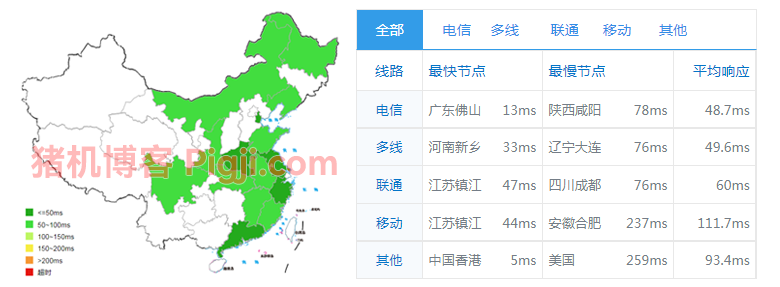 全部 电信 多线 联通 移动 其他
线路 最快节点 最慢节点 平均响应
电信 广东佛山 13ms 陕西咸阳 78ms 48.7ms
多线 河南新乡 33ms 辽宁大连 76ms 49.6ms
联通 江苏镇江 47ms 四川成都 76ms 60ms
移动 江苏镇江 44ms 安徽合肥 237ms 111.7ms
其他 中国香港 5ms 美国 259ms 93.4ms
猪机博客 Pigji.com
<=50ms
50~100ms
100~150ms
150~200ms
>200ms
超时